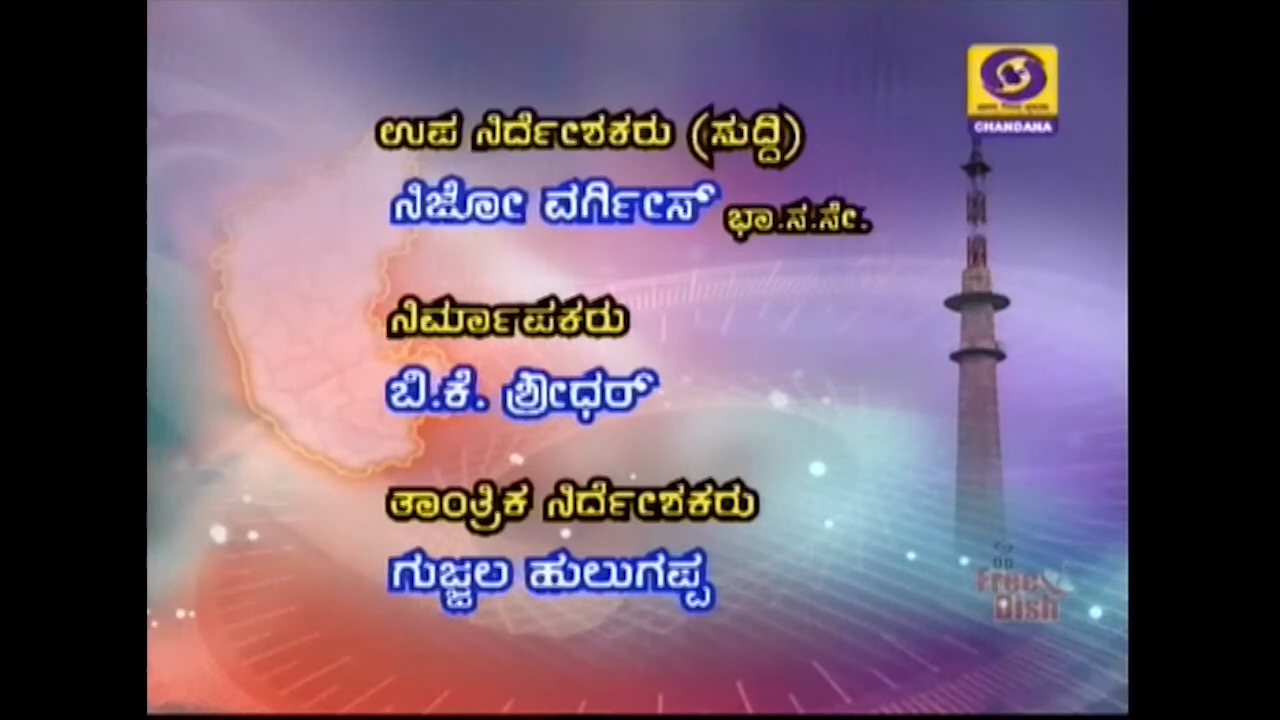 ಉಪ ನಿರ್ದೇಶಕರು (ಸುದ್ದಿ)
ನಿಜೋ ವರ್ಗೀಸ್ ಭಾ.ಸ.ಸೇ.
ನಿರ್ಮಾಪಕರು
ಬಿ.ಕೆ. ಶ್ರೀಧರ್
ತಾಂತ್ರಿಕ ನಿರ್ದೇಶಕರು
ಗುಜ್ಜಲ ಹುಲುಗಪ್ಪ
CHANDANA
DD
Free
Dish